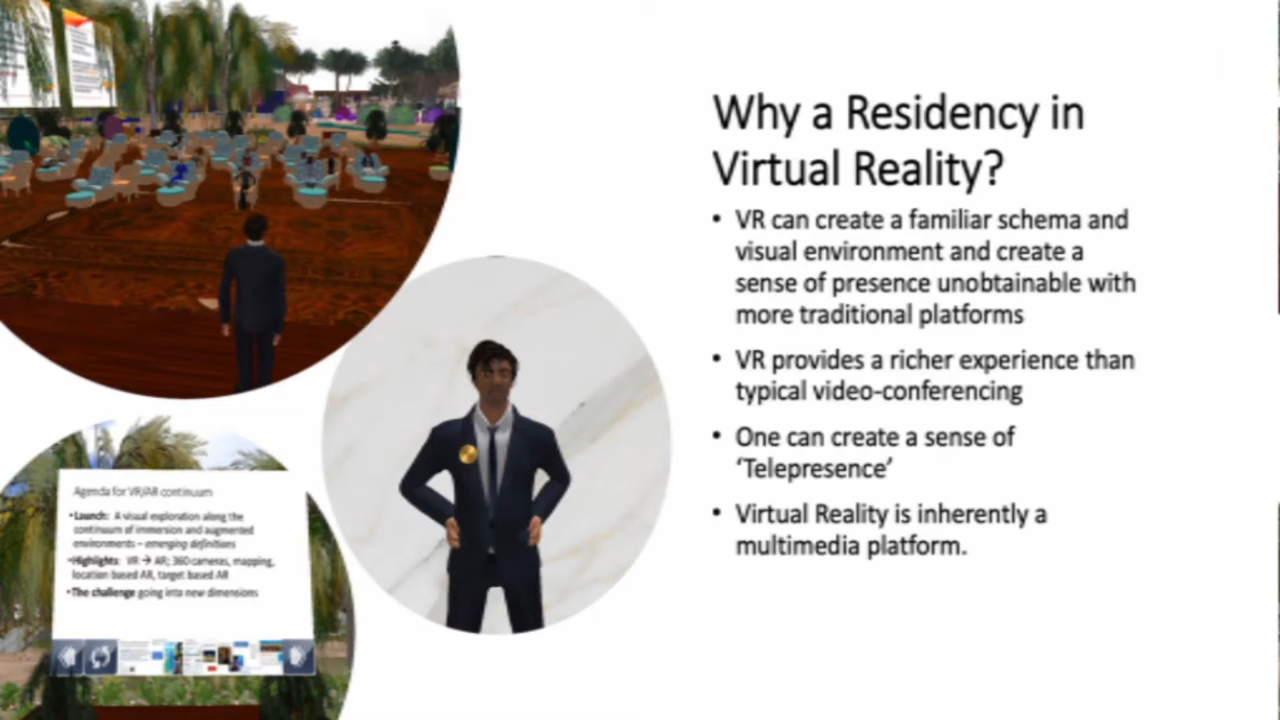 Why a Residency in
Virtual Reality?
• VR can create a familiar schema and
visual environment and create a
sense of presence unobtainable with
more traditional platforms
• VR provides a richer experience than
typical video-conferencing
• One can create a sense of
‘Telepresence’
• Virtual Reality is inherently a
multimedia platform.
Agenda for VR/AR continuum
• Launch: A visual exploration along the
continuum of immersion and augmented
environments – emerging definitions
• Highlights: VR → AR; 360 cameras, mapping,
location based AR, target based AR
• The challenge going into new dimensions